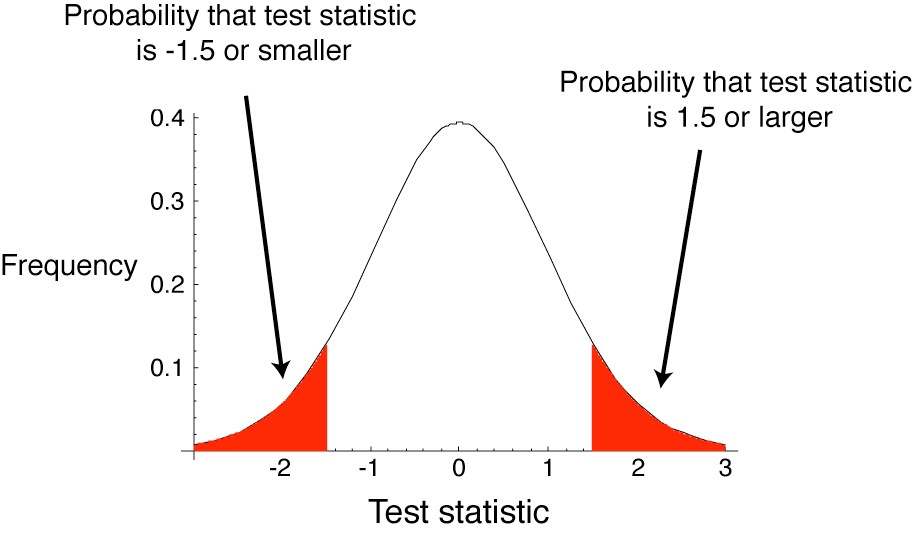 Probability that test statistic
is -1.5 or smaller
Probability that test statistic
is 1.5 or larger
0.4
0.3
Frequency
0.2
0.1
-2 -1 0 1 2 3
Test statistic